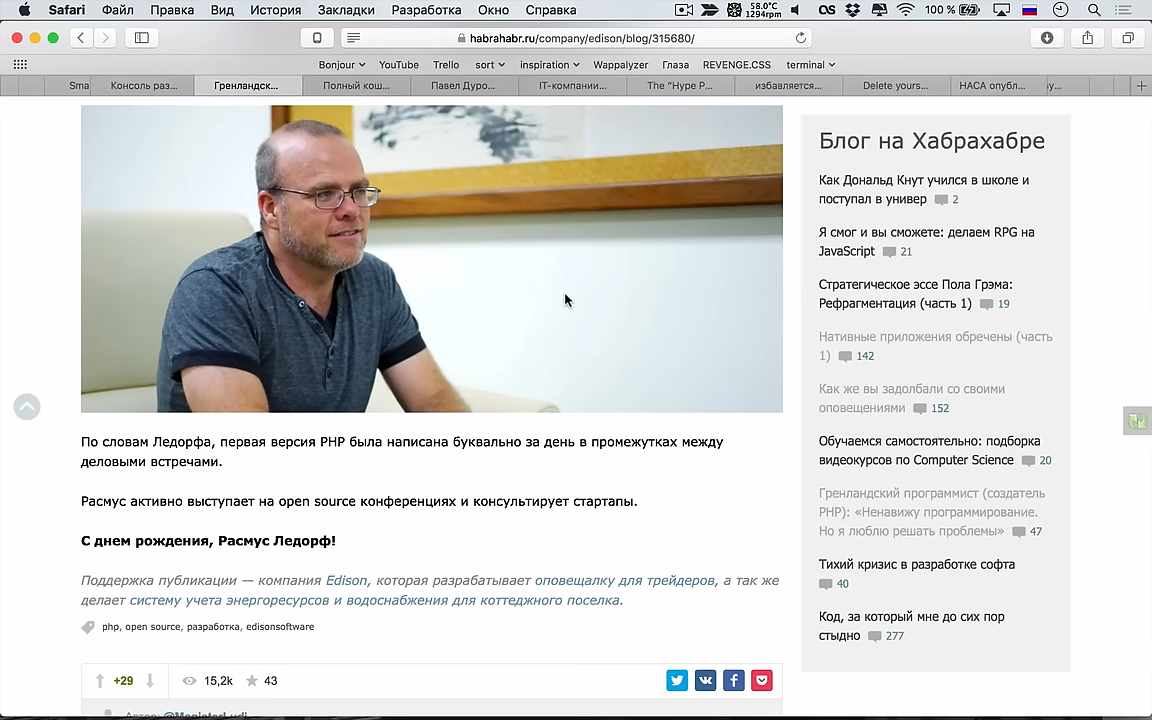 Safari Файл Правка Вид История Закладки Разработка Окно Справка 58.0°C 1294rpm 100 %
habrahabr.ru/company/edison/blog/315680/
Bonjour YouTube Trello sort inspiration Wappalyzer Глаза REVENGE.CSS terminal
Sma Консоль раз... Гренландск... Полный кош... Павел Дуро... IT-компании... The “Hype P... избавляется... Delete yours... НАСА опубл... у...
По словам Ледорфа, первая версия PHP была написана буквально за день в промежутках между
деловыми встречами.
Расмус активно выступает на open source конференциях и консультирует стартапы.
С днем рождения, Расмус Ледорф!
Поддержка публикации — компания Edison, которая разрабатывает оповещалку для трейдеров, а так же
делает систему учета энергоресурсов и водоснабжения для коттеджного поселка.
php, open source, разработка, edisonsoftware
+29 15,2k 43
Автор: @MagisterLudi
Блог на Хабрахабре
Как Дональд Кнут учился в школе и
поступал в универ 2
Я смог и вы сможете: делаем RPG на
JavaScript 21
Стратегическое эссе Пола Грэма:
Рефрагментация (часть 1) 19
Нативные приложения обречены (часть
1) 142
Как же вы задолбали со своими
оповещениями 152
Обучаемся самостоятельно: подборка
видеокурсов по Computer Science 20
Гренландский программист (создатель
PHP): «Ненавижу программирование.
Но я люблю решать проблемы» 47
Тихий кризис в разработке софта
40
Код, за который мне до сих пор
стыдно 277